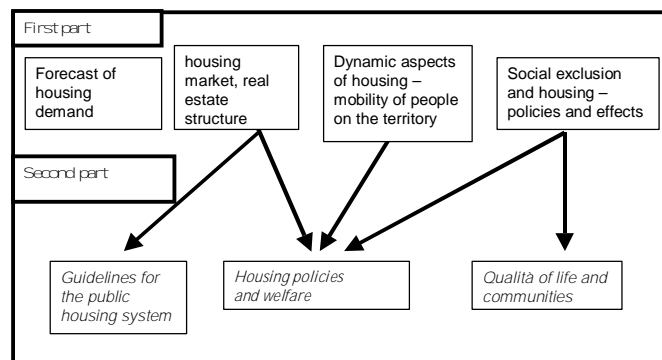 First part
Forecast of
housing
demand
housing
market, real
estate
structure
Dynamic aspects
of housing –
mobility of people
on the territory
Social exclusion
and housing –
policies and effects
Second part
Guidelines for
the public
housing system
Housing policies
and welfare
Qualità of life and
communities